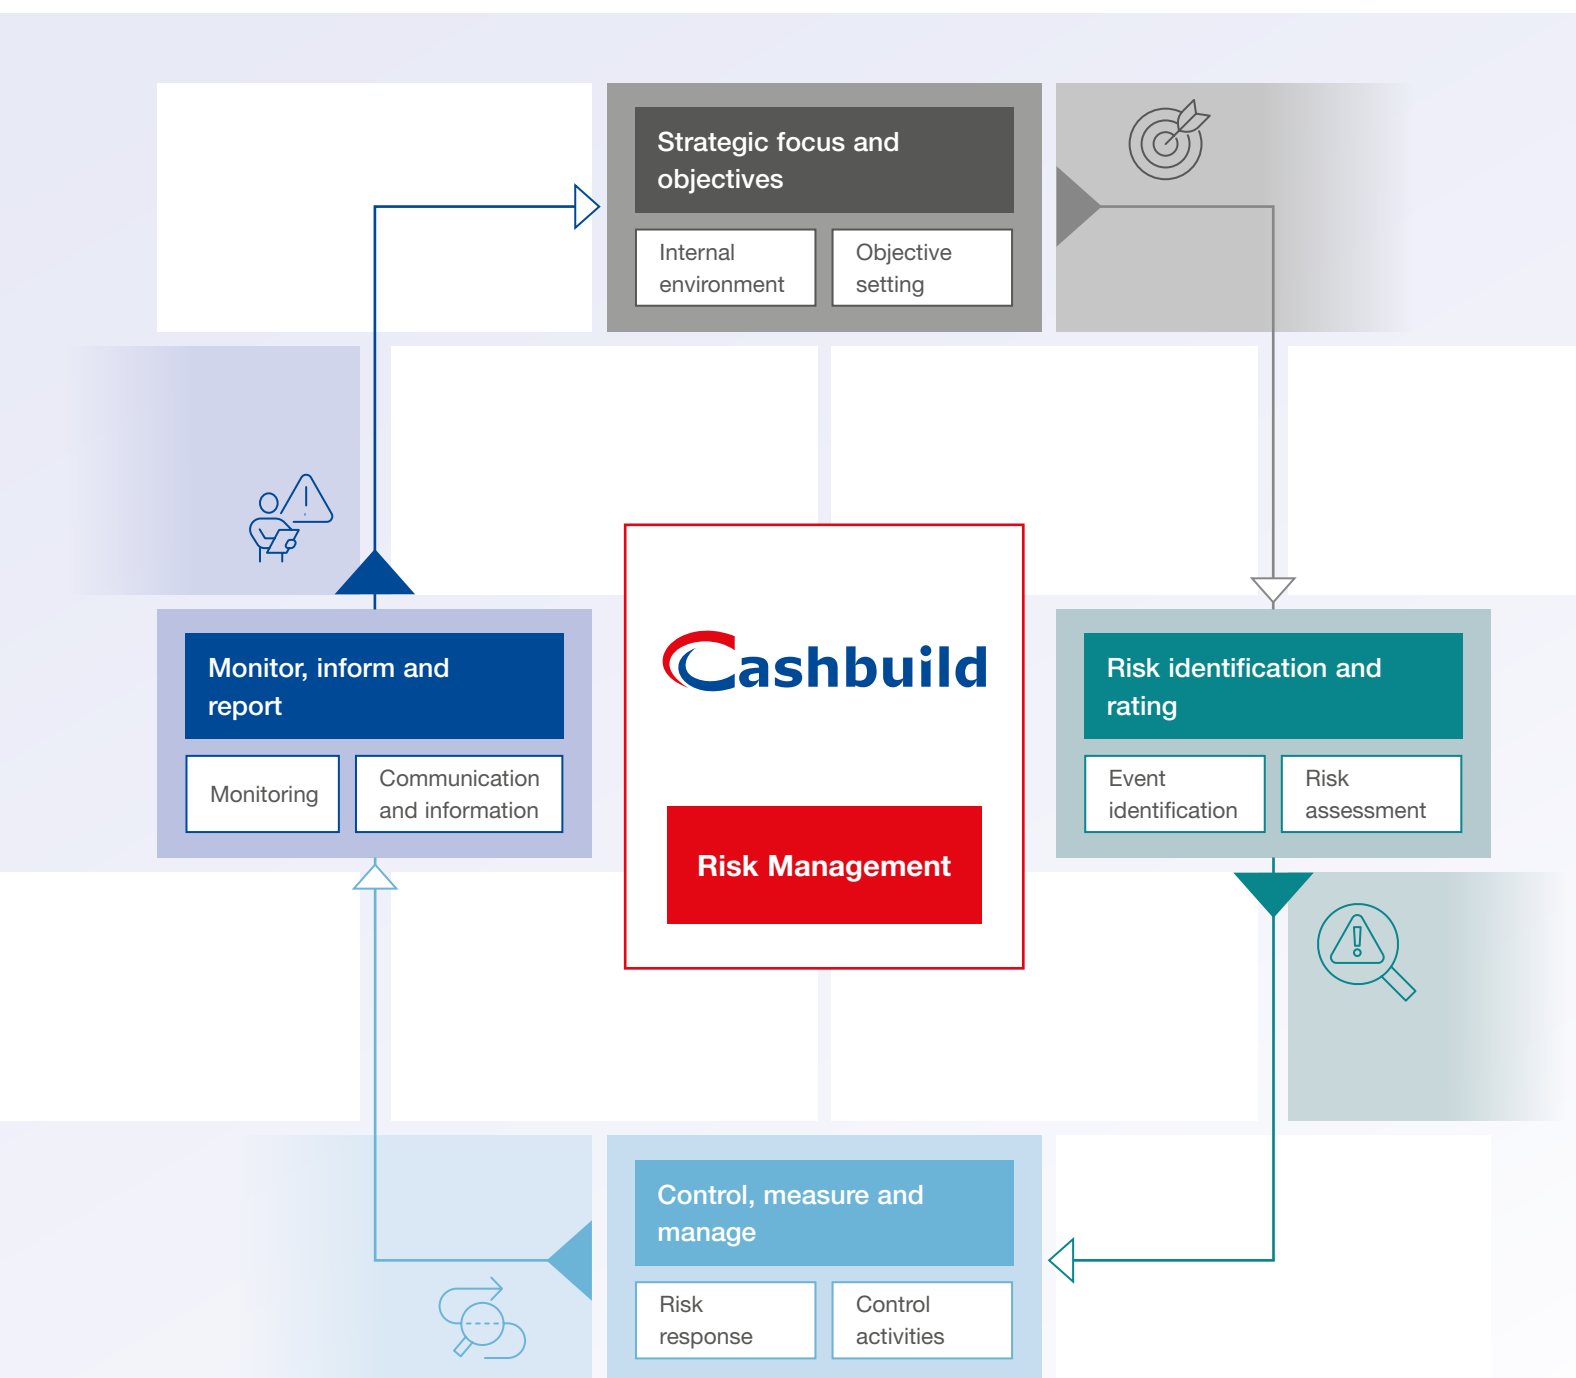 Strategic focus and
objectives
Internal
environment
Objective
setting
Cashbuild
Risk Management
Monitor, inform and
report
Monitoring
Communication
and information
Risk identification and
rating
Event
identification
Risk
assessment
Control, measure and
manage
Risk
response
Control
activities